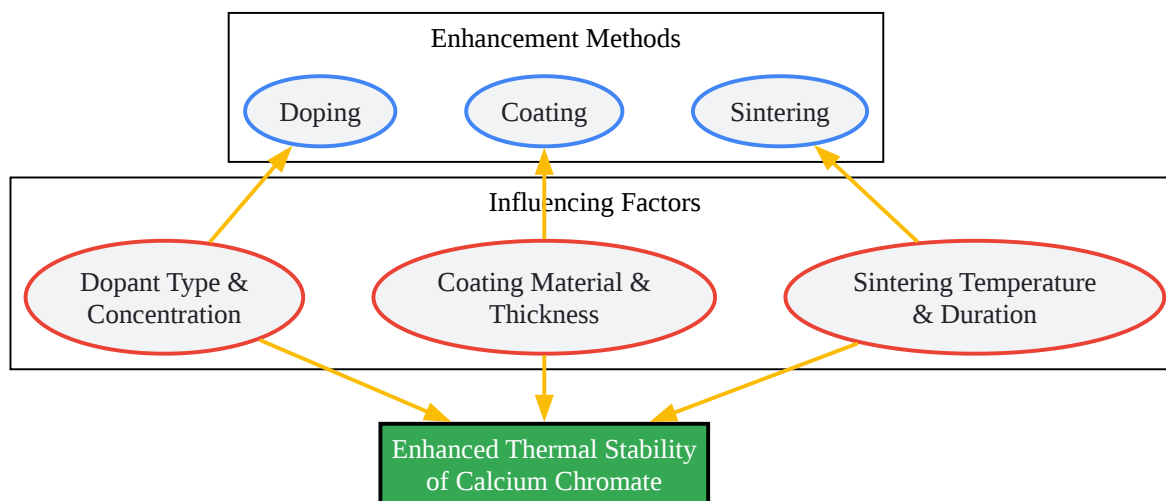 Enhancement Methods
Doping
Coating
Sintering
Influencing Factors
Dopant Type &
Concentration
Coating Material &
Thickness
Sintering Temperature
& Duration
Enhanced Thermal Stability
of Calcium Chromate